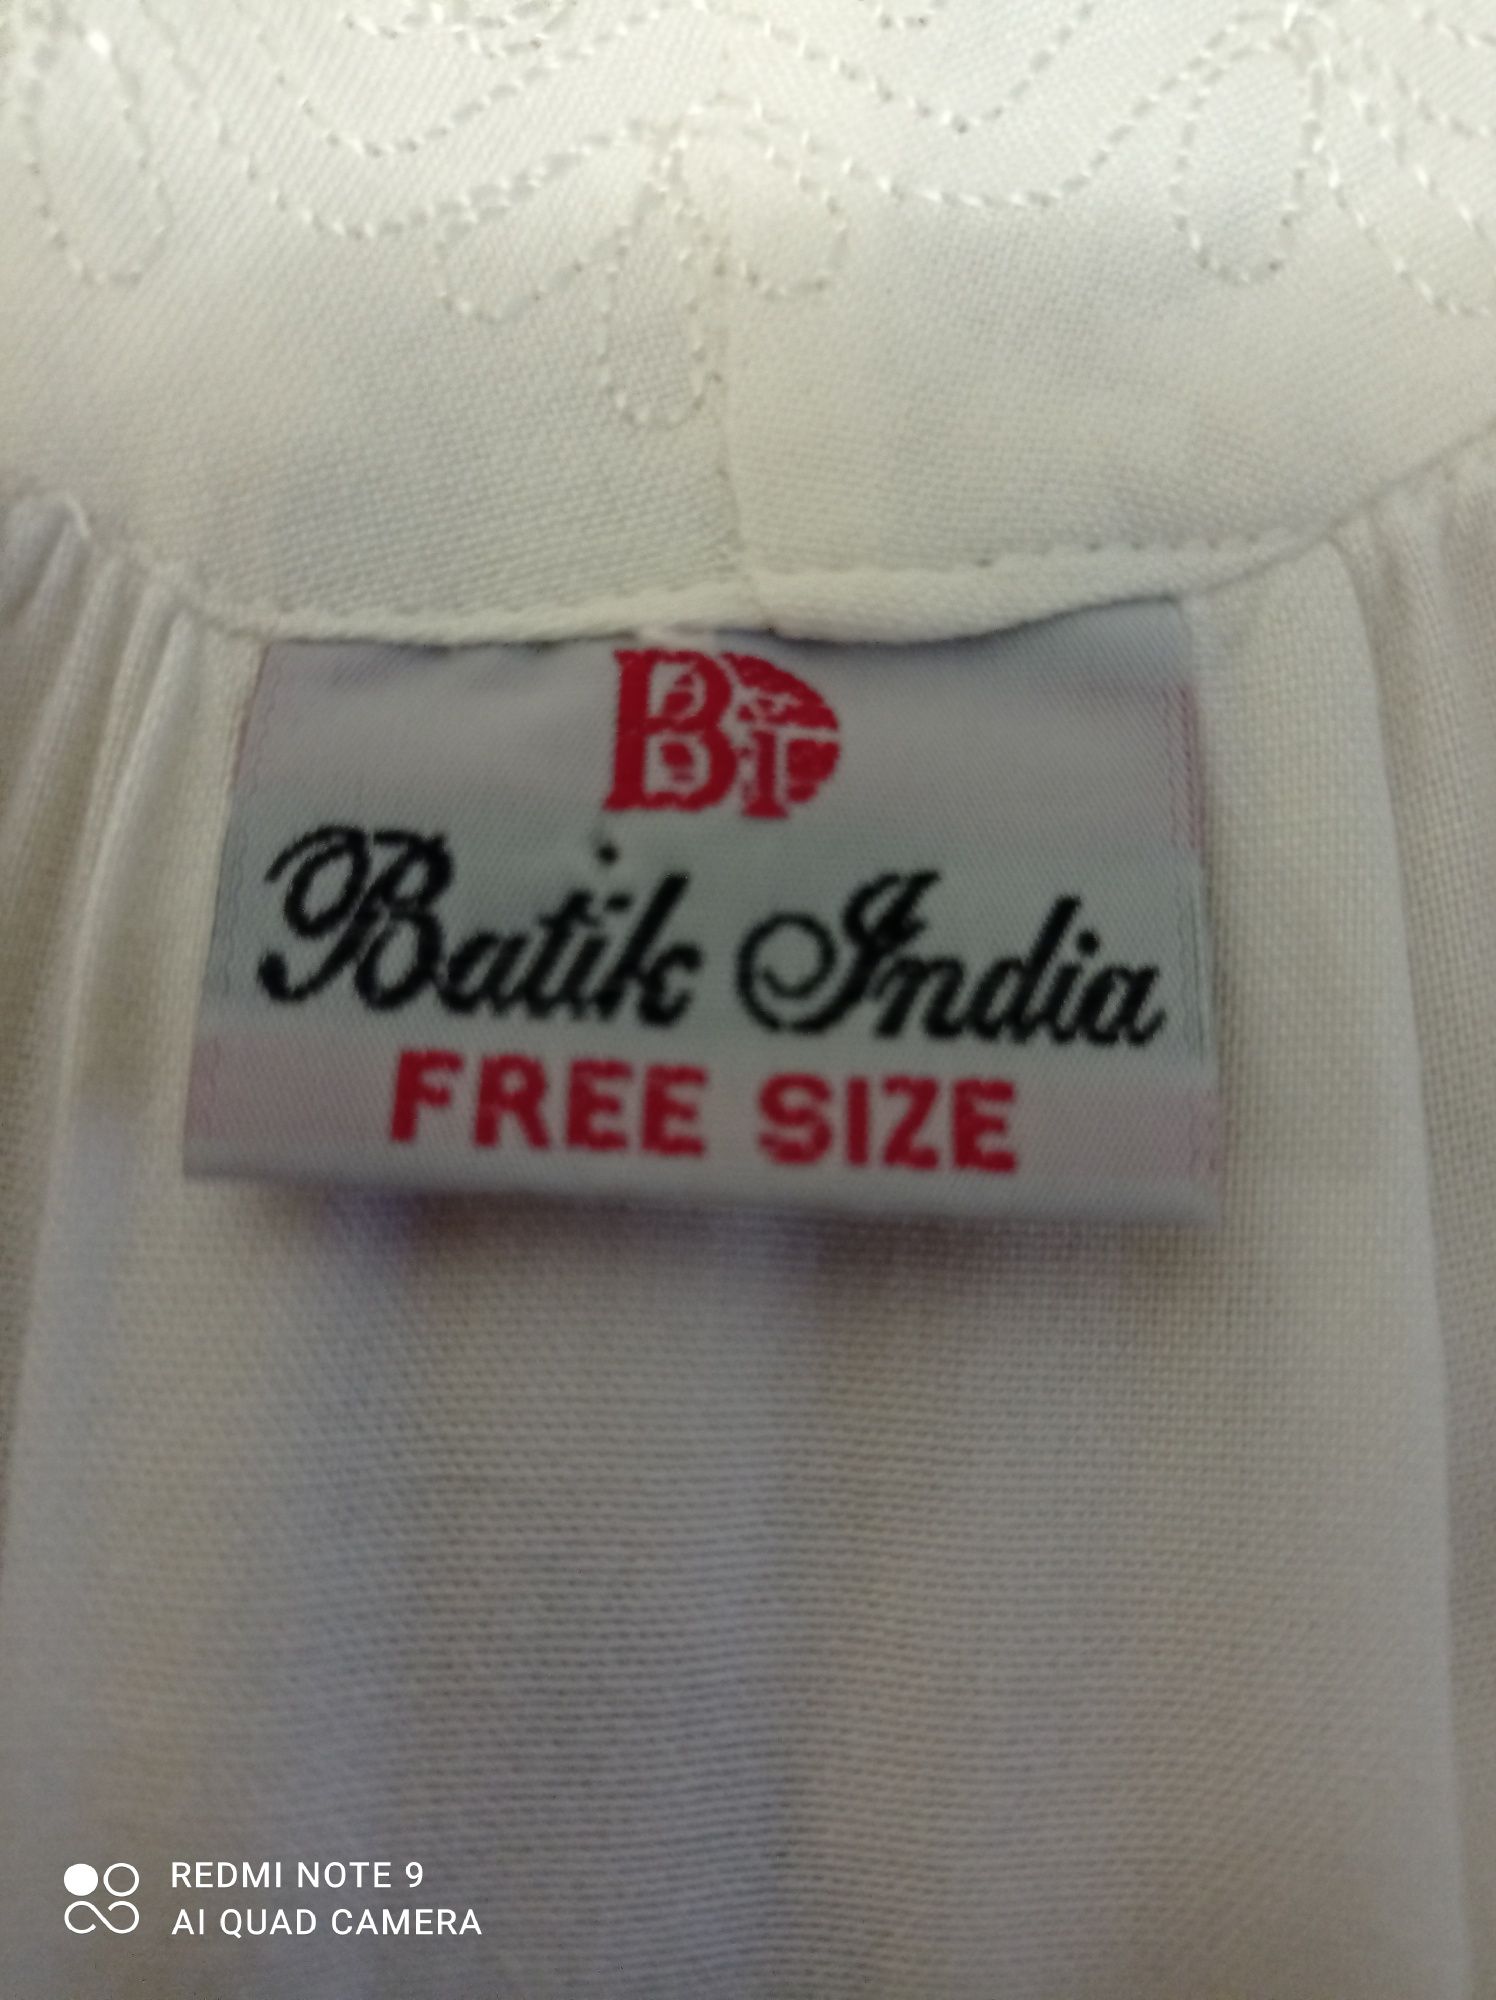 BI
Batik India
FREE SIZE
REDMI NOTE 9
AI QUAD CAMERA